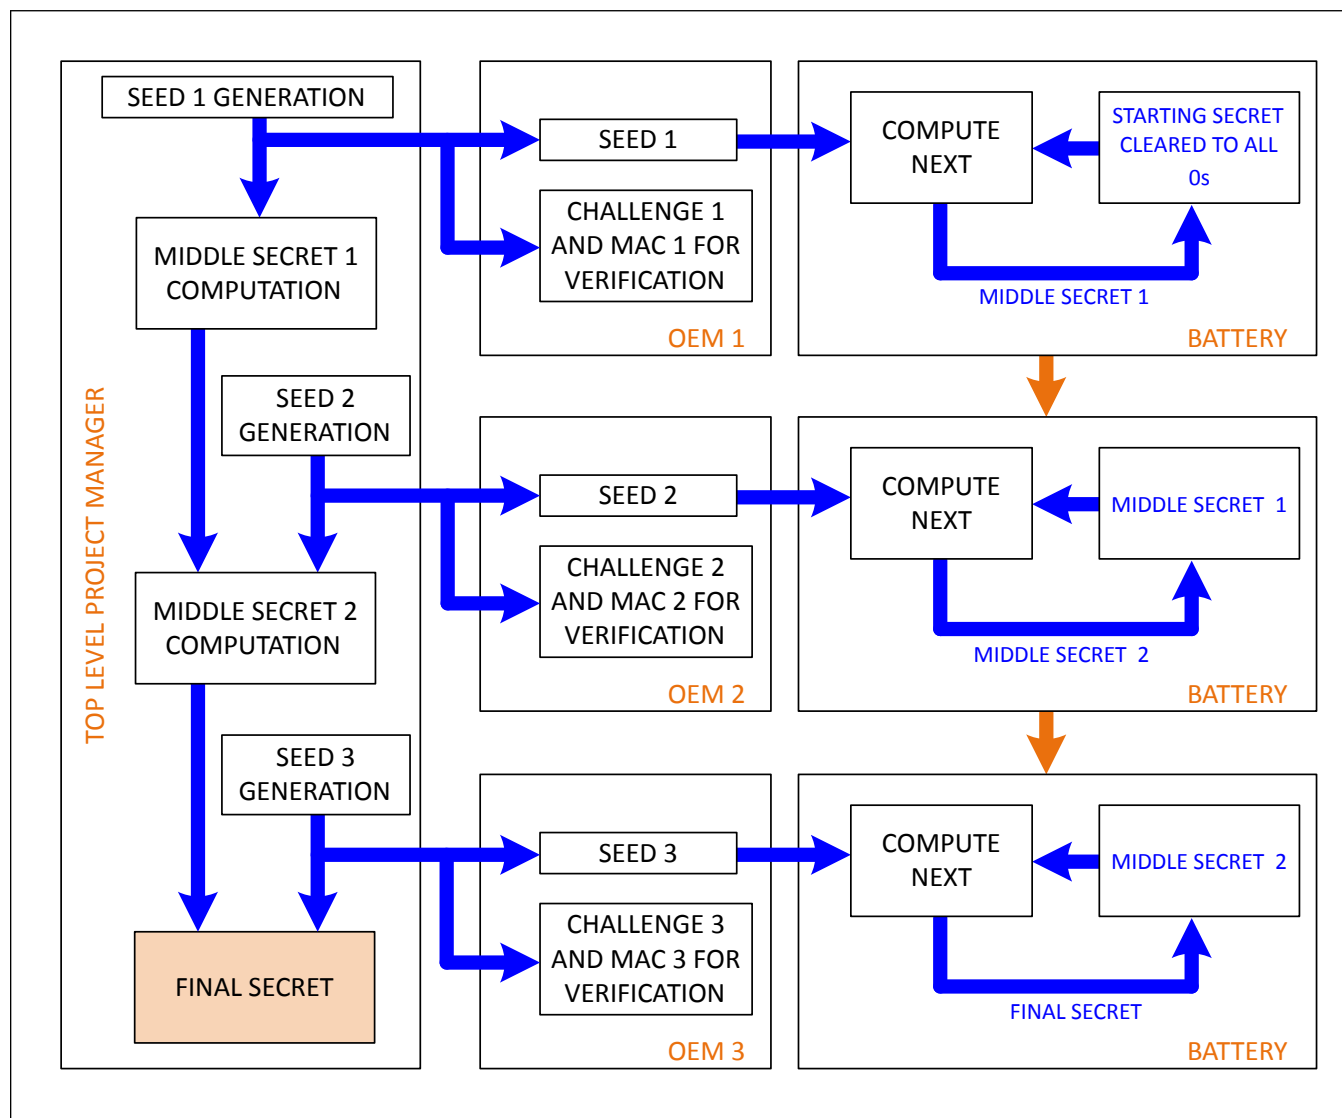 TOP LEVEL PROJECT MANAGER
SEED 1 GENERATION
MIDDLE SECRET 1
COMPUTATION
SEED 2
GENERATION
MIDDLE SECRET 2
COMPUTATION
SEED 3
GENERATION
FINAL SECRET
SEED 1
CHALLENGE 1
AND MAC 1 FOR
VERIFICATION
OEM 1
COMPUTE
NEXT
STARTING SECRET
CLEARED TO ALL
0s
MIDDLE SECRET 1
BATTERY
SEED 2
CHALLENGE 2
AND MAC 2 FOR
VERIFICATION
OEM 2
COMPUTE
NEXT
MIDDLE SECRET 1
MIDDLE SECRET 2
BATTERY
SEED 3
CHALLENGE 3
AND MAC 3 FOR
VERIFICATION
OEM 3
COMPUTE
NEXT
MIDDLE SECRET 2
FINAL SECRET
BATTERY